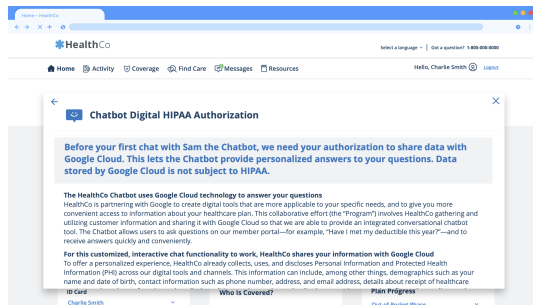 Home - HealthCo
HealthCo
Select a language
Got a question? 1-800-000-0000
Home Activity Coverage Find Care Messages Resources
Hello, Charlie Smith Logout
Chatbot Digital HIPAA Authorization
Before your first chat with Sam the Chatbot, we need your authorization to share data with
Google Cloud. This lets the Chatbot provide personalized answers to your questions. Data
stored by Google Cloud is not subject to HIPAA.
The HealthCo Chatbot uses Google Cloud technology to answer your questions
HealthCo is partnering with Google to create digital tools that are more applicable to your specific needs, and to give you more
convenient access to information about your healthcare plan. This collaborative effort (the "Program") involves HealthCo gathering and
utilizing customer information and sharing it with Google Cloud so that we are able to provide an integrated conversational chatbot
tool. The Chatbot allows users to ask questions on our member portal—for example, "Have I met my deductible this year?"—and to
receive answers quickly and conveniently.
For this customized, interactive chat functionality to work, HealthCo shares your information with Google Cloud
To offer a personalized experience, HealthCo already collects, uses, and discloses Personal Information and Protected Health
Information (PHI) across our digital tools and channels. This information can include, among other things, demographics such as your
name and date of birth, contact information such as phone number, address, and email address, details about receipt of healthcare
ID Card
Who Is Covered?
Plan Progress
Charlie Smith